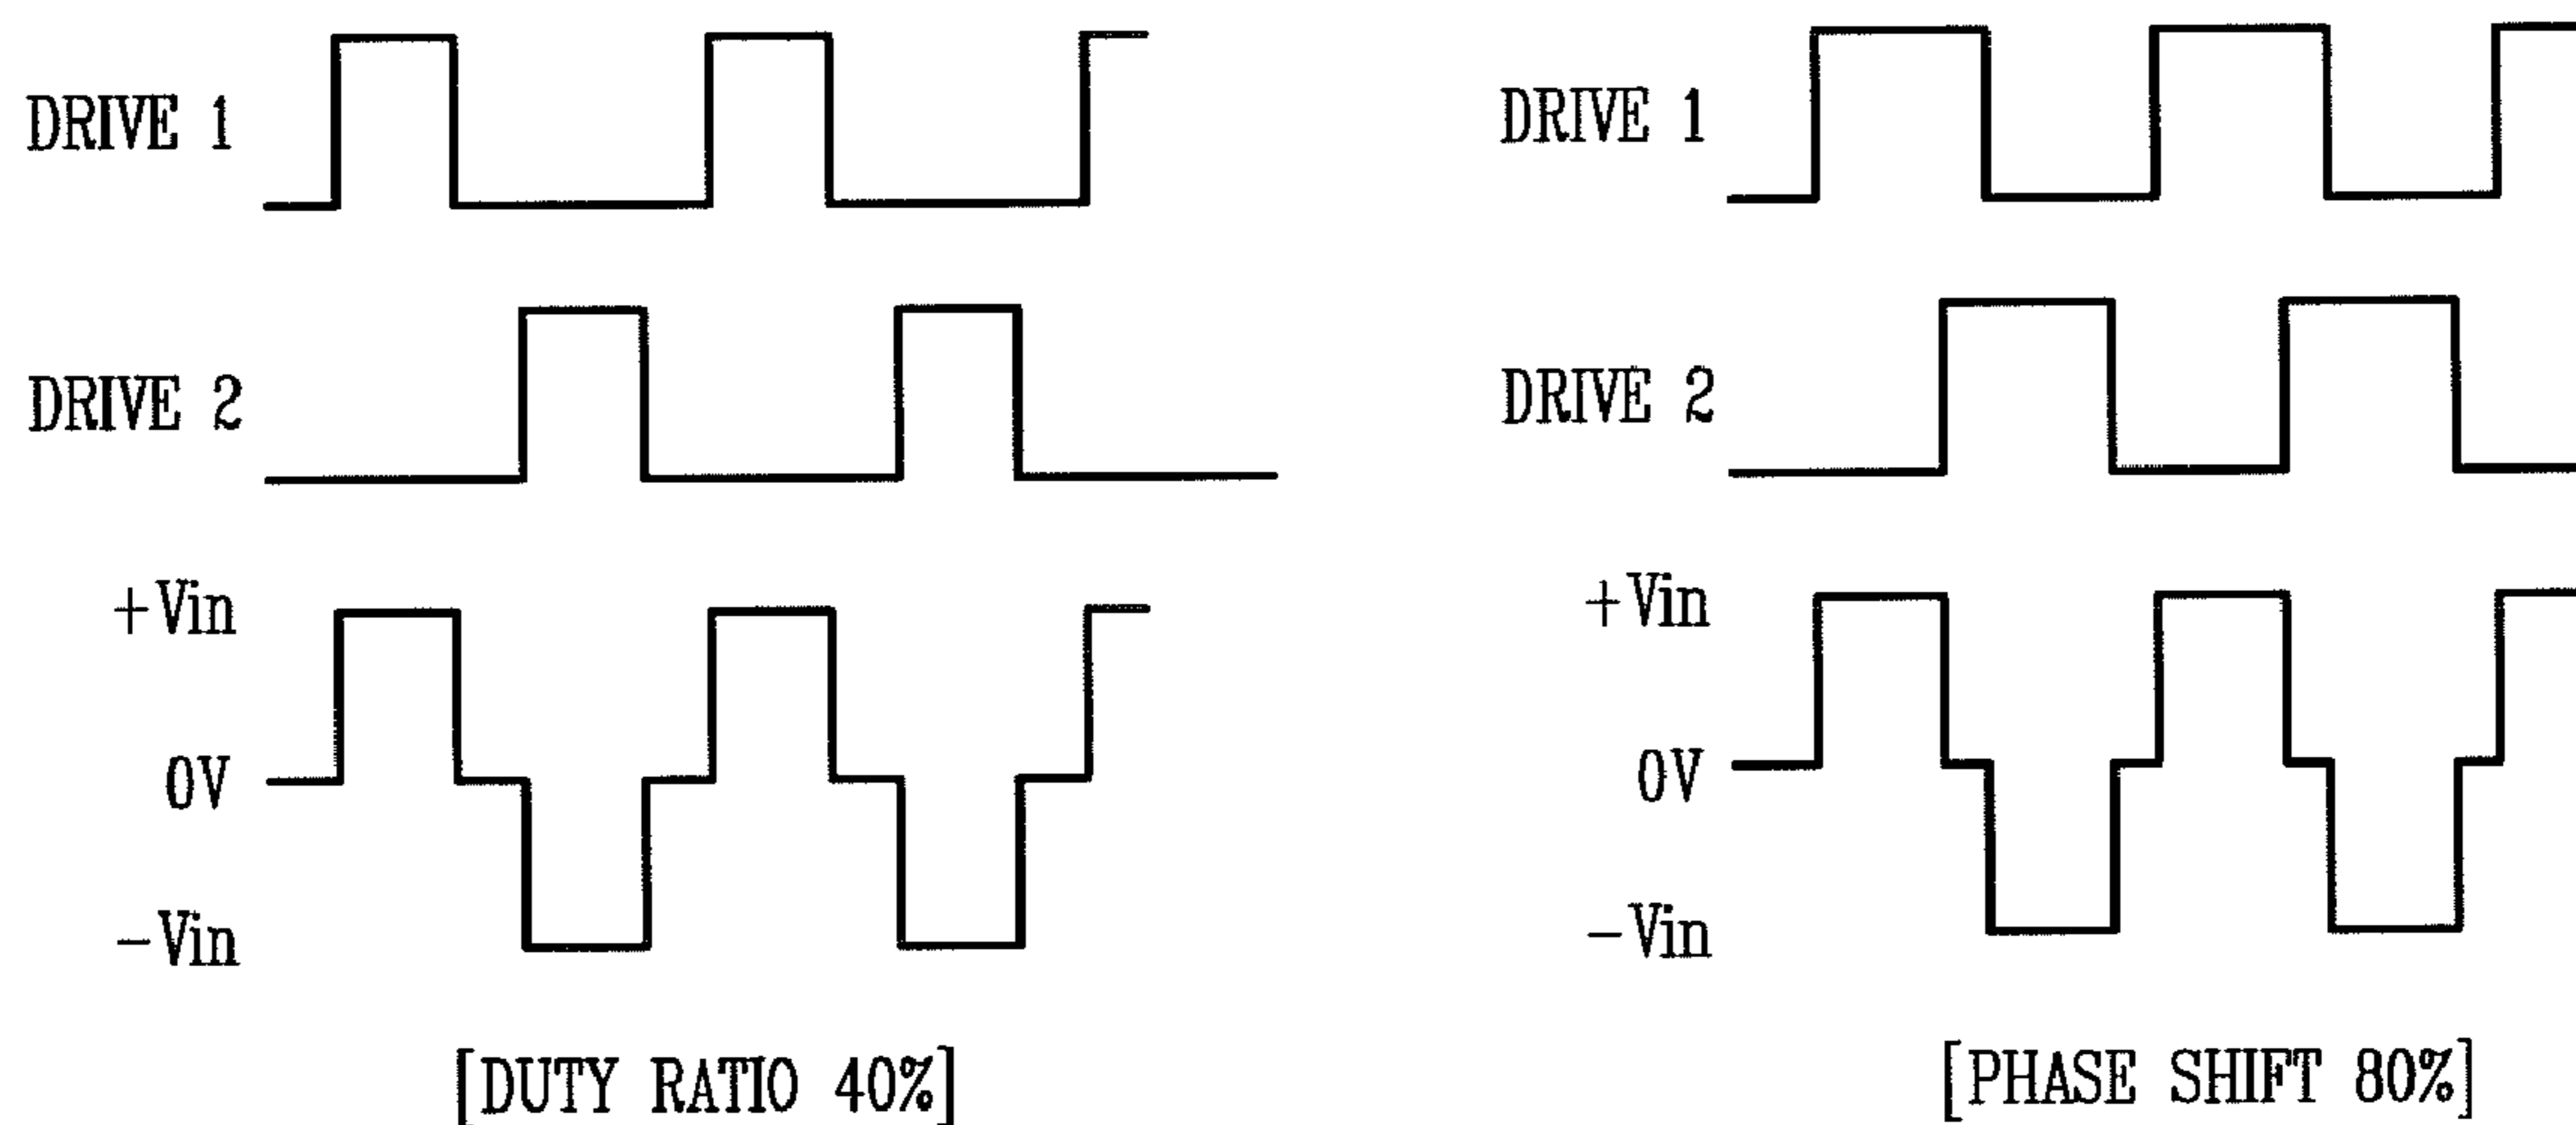 DRIVE 1
DRIVE 2
+Vin
0V
-Vin
[DUTY RATIO 40%]
DRIVE 1
DRIVE 2
+Vin
0V
-Vin
[PHASE SHIFT 80%]